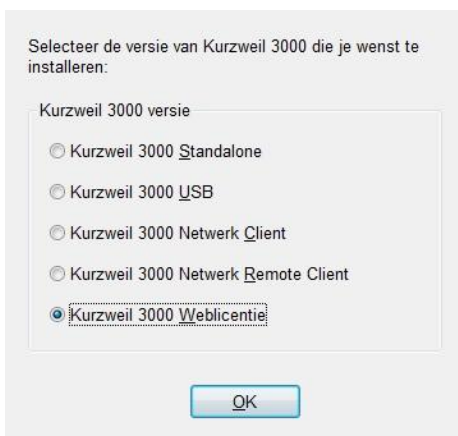 Selecteer de versie van Kurzweil 3000 die je wenst te
installeren:
Kurzweil 3000 versie
Kurzweil 3000 Standalone
Kurzweil 3000 USB
Kurzweil 3000 Netwerk Client
Kurzweil 3000 Netwerk Remote Client
Kurzweil 3000 Weblicentie
OK